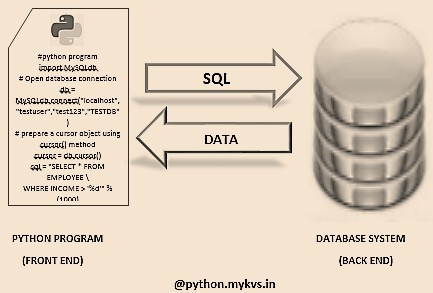 #python program
import MySQLdb
# Open database connection
db =
MySQLdb.connect("localhost",
"testuser","test123","TESTDB"
)
# prepare a cursor object using
cursor() method
cursor = db.cursor()
sql = "SELECT * FROM
EMPLOYEE \
WHERE INCOME > '%d'" %
(1000)
SQL
DATA
PYTHON PROGRAM
(FRONT END)
DATABASE SYSTEM
(BACK END)
@python.mykvs.in